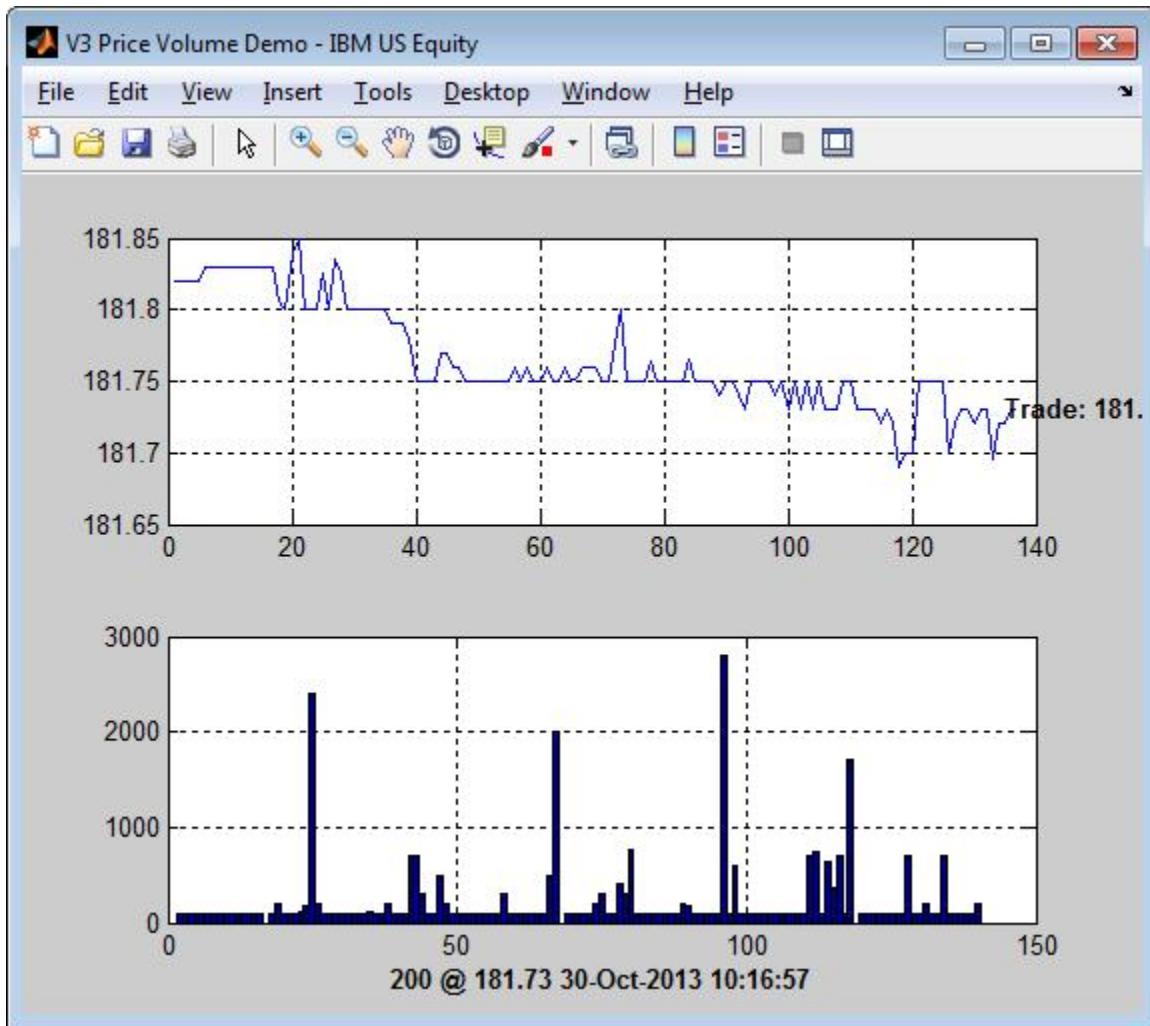 V3 Price Volume Demo - IBM US Equity
File Edit View Insert Tools Desktop Window Help
181.85
181.8
181.75
181.7
181.65
Trade: 181.
0 20 40 60 80 100 120 140
3000
2000
1000
0
0 50 100 150
200 @ 181.73 30-Oct-2013 10:16:57